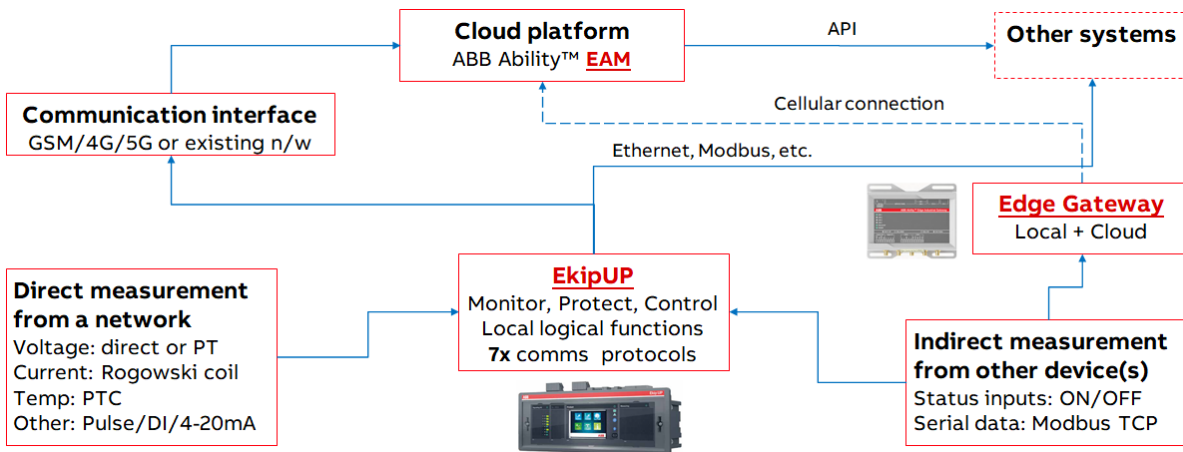 Cloud platform
ABB Ability™ EAM
API
Other systems
Communication interface
GSM/4G/5G or existing n/w
Cellular connection
Ethernet, Modbus, etc.
Edge Gateway
Local + Cloud
EkipUP
Monitor, Protect, Control
Local logical functions
7x comms protocols
Direct measurement
from a network
Voltage: direct or PT
Current: Rogowski coil
Temp: PTC
Other: Pulse/DI/4-20mA
Indirect measurement
from other device(s)
Status inputs: ON/OFF
Serial data: Modbus TCP